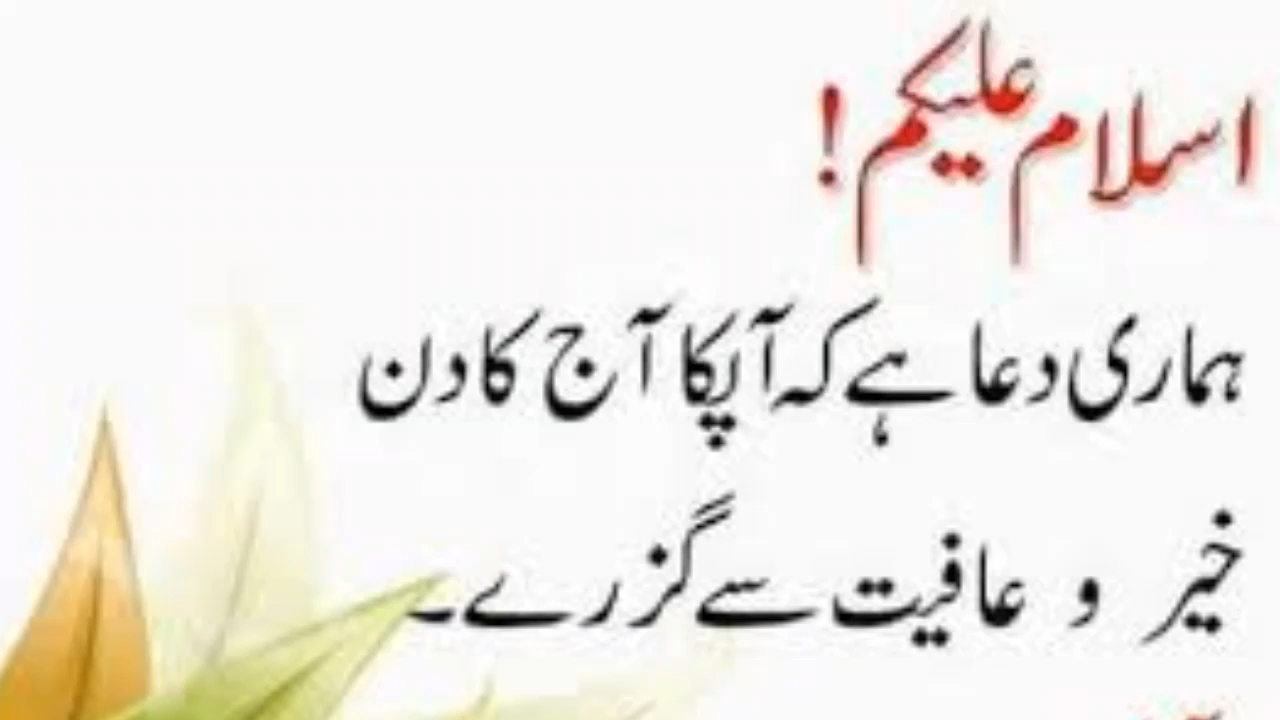 اسلام علیکم!
ہماری دعا ہے کہ آپکا آج کا دن
خیر و عافیت سے گزرے۔